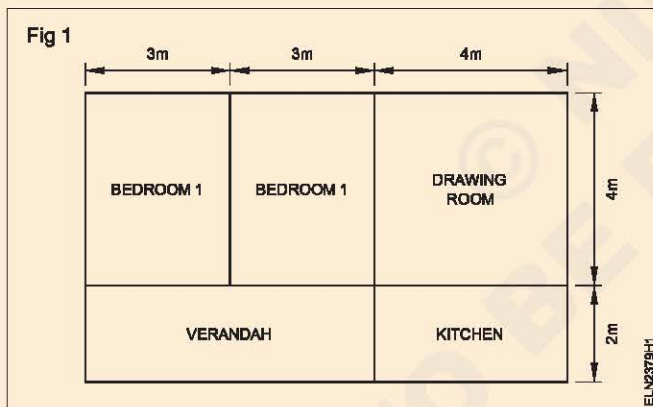 Fig 1
3m
3m
4m
BEDROOM 1
BEDROOM 1
DRAWING
ROOM
4m
VERANDAH
KITCHEN
2m
ELN2379H1